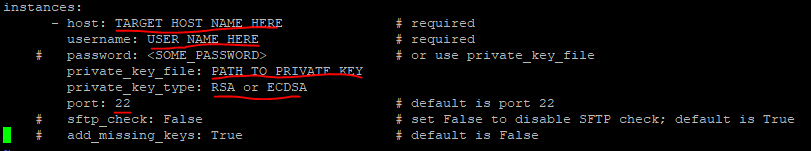 instances:
- host: TARGET HOST NAME HERE # required
username: USER NAME HERE # required
# password: <SOME_PASSWORD> # or use private_key_file
private_key_file: PATH TO PRIVATE KEY
private_key_type: RSA or ECDSA
port: 22 # default is port 22
# sftp_check: False # set False to disable SFTP check; default is True
# add_missing_keys: True # default is False